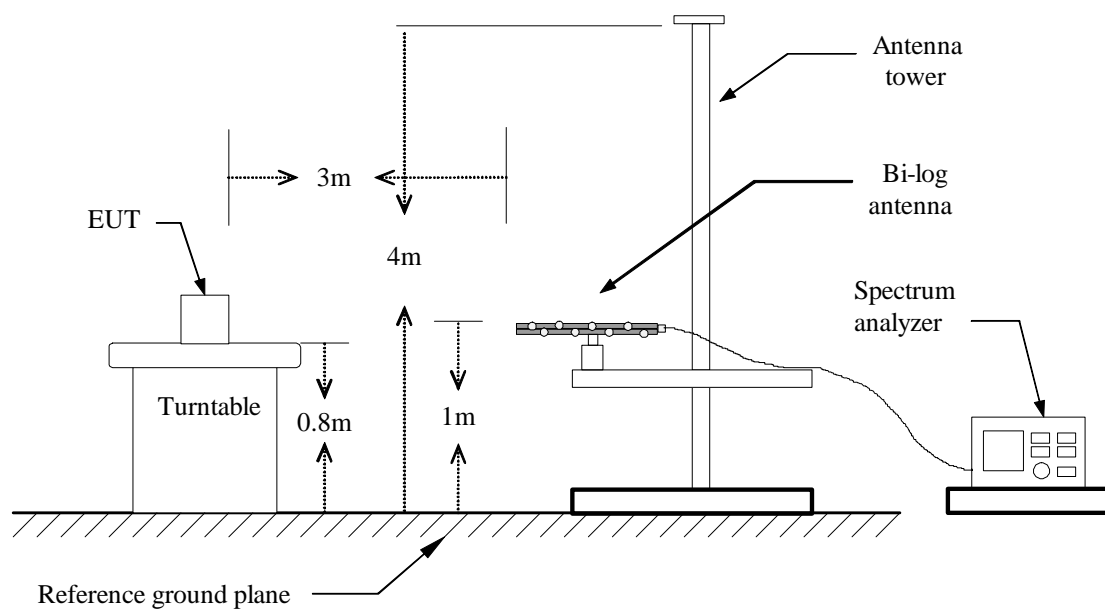 Antenna
tower
3m
Bi-log
antenna
EUT
4m
Spectrum
analyzer
Turntable
0.8m
1m
Reference ground plane